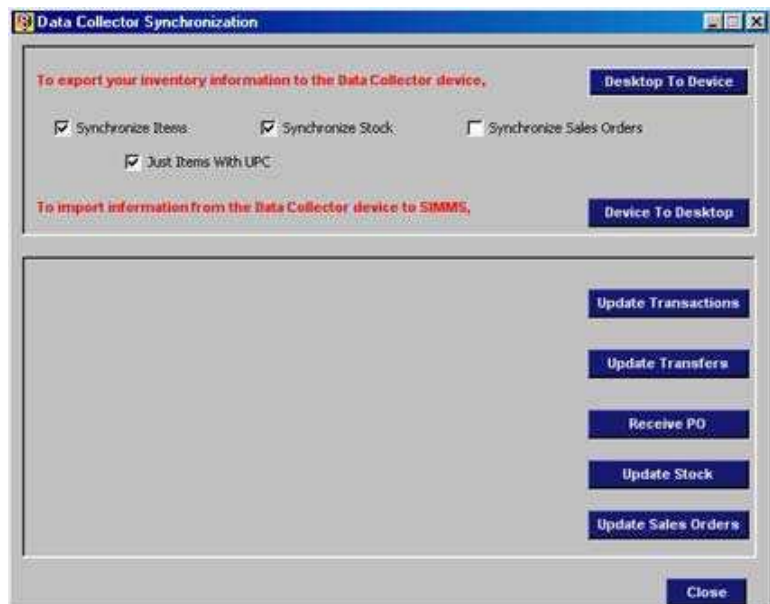 Data Collector Synchronization
To export your inventory information to the Data Collector device,
Desktop To Device
Synchronize Items
Synchronize Stock
Synchronize Sales Orders
Just Items With UPC
To import information from the Data Collector device to SIMMS,
Device To Desktop
Update Transactions
Update Transfers
Receive PO
Update Stock
Update Sales Orders
Close